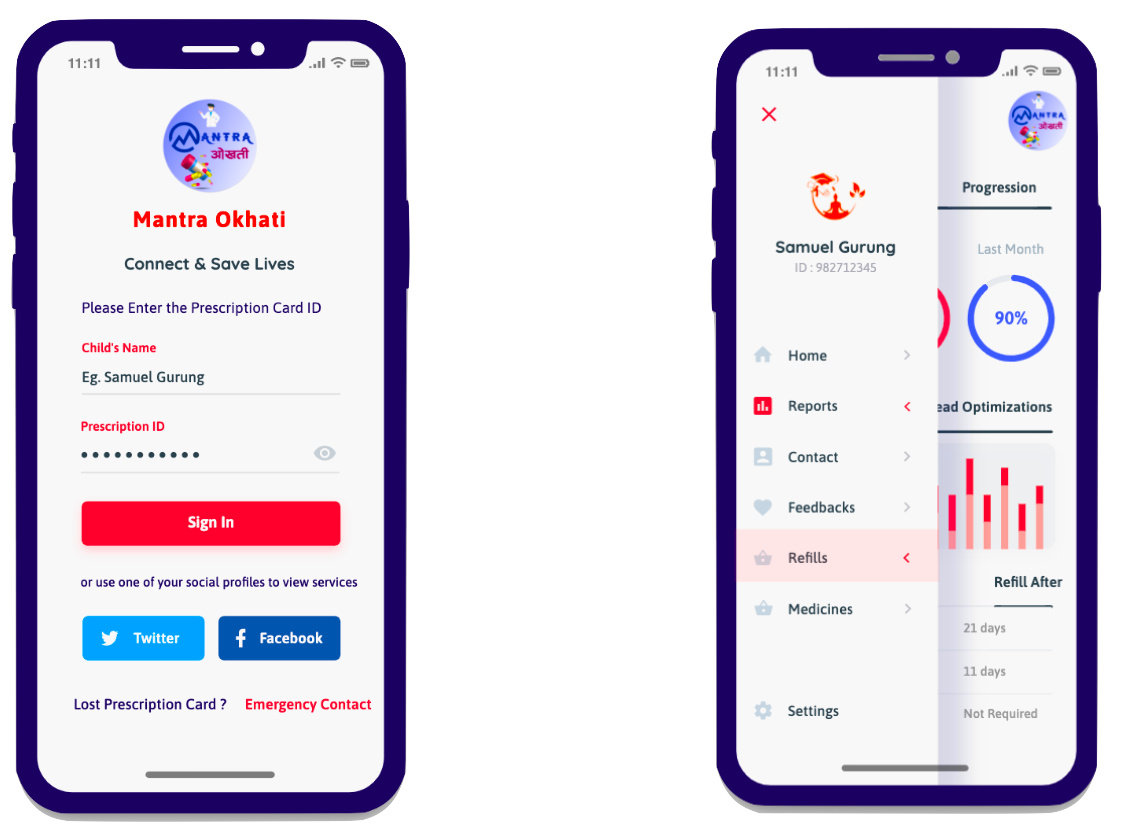 11:11
MANTRA
ओखती
Mantra Okhati
Connect & Save Lives
Please Enter the Prescription Card ID
Child's Name
Eg. Samuel Gurung
Prescription ID
Sign In
or use one of your social profiles to view services
Twitter
Facebook
Lost Prescription Card ?
Emergency Contact
11:11
MANTRA
ओखती
Samuel Gurung
ID : 982712345
Home
Reports
Contact
Feedbacks
Refills
Medicines
Settings
Progression
Last Month
90%
ead Optimizations
Refill After
21 days
11 days
Not Required